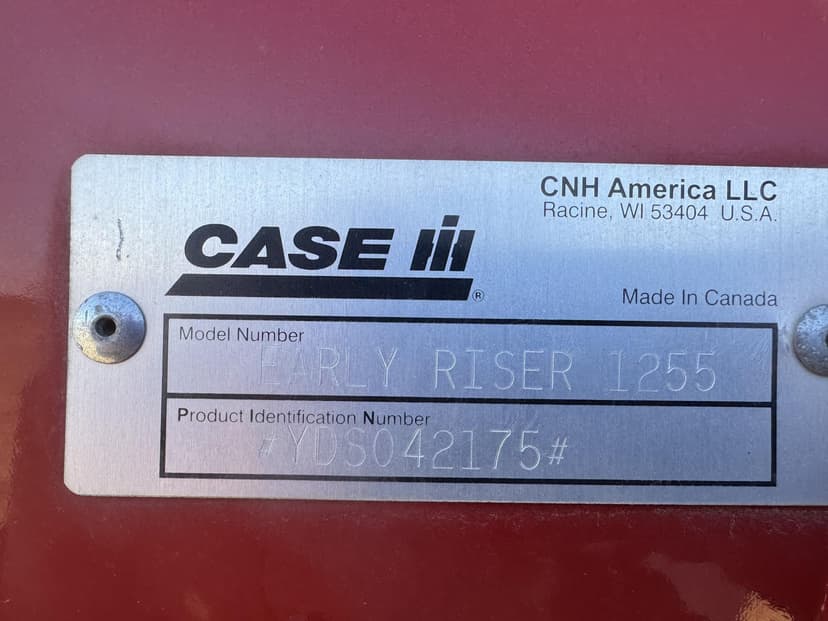 CNH America LLC
Racine, WI 53404 U.S.A.
CASE IH
®
Made In Canada
Model Number
EARLY RISER 1255
Product Identification Number
#YDS042175#